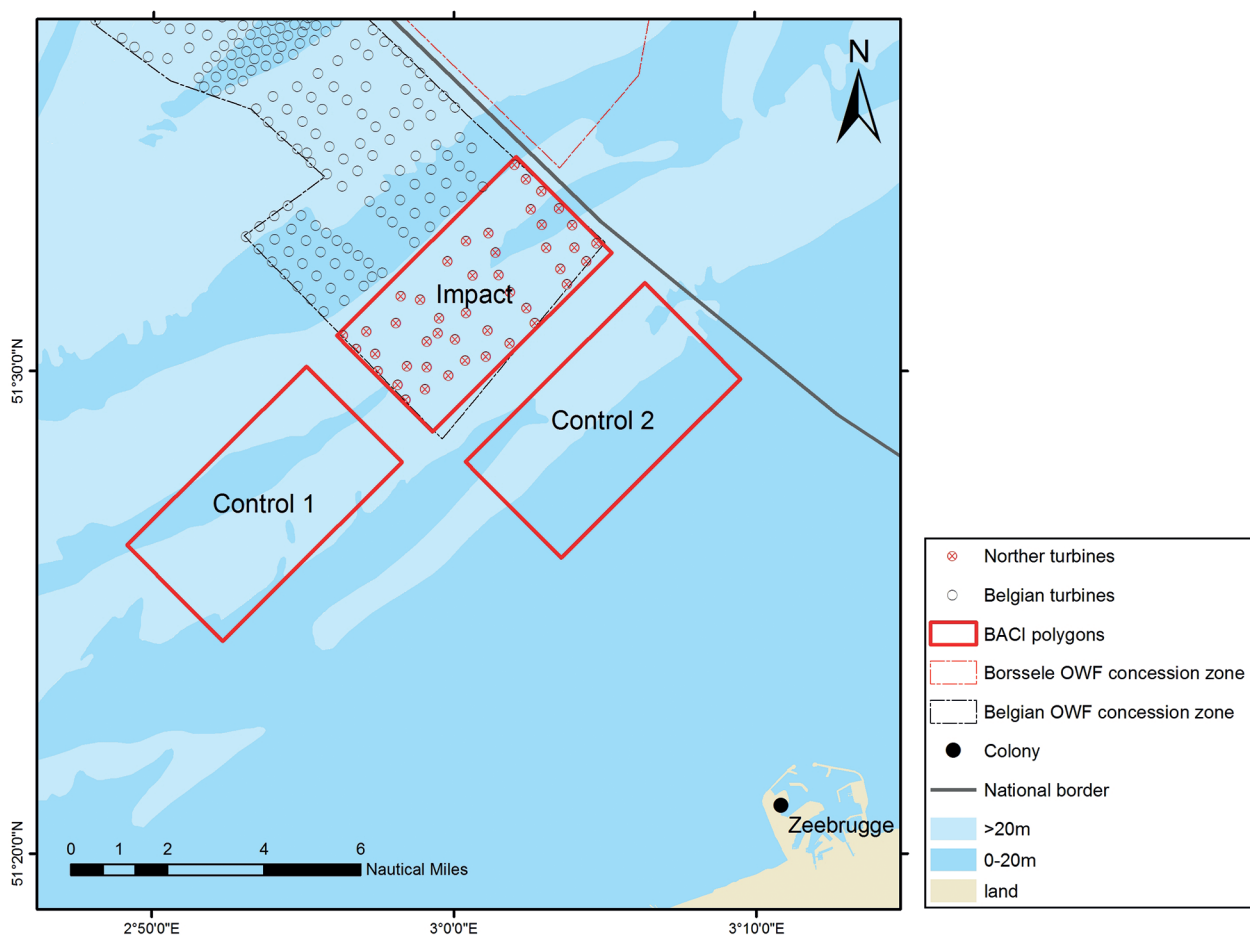 N
Impact
51°30'0"N
Control 2
Control 1
Norther turbines
Belgian turbines
BACI polygons
Borssele OWF concession zone
Belgian OWF concession zone
Colony
National border
>20m
0-20m
land
Zeebrugge
51°20'0"N
0 1 2 4 6
Nautical Miles
2°50'0"E 3°0'0"E 3°10'0"E